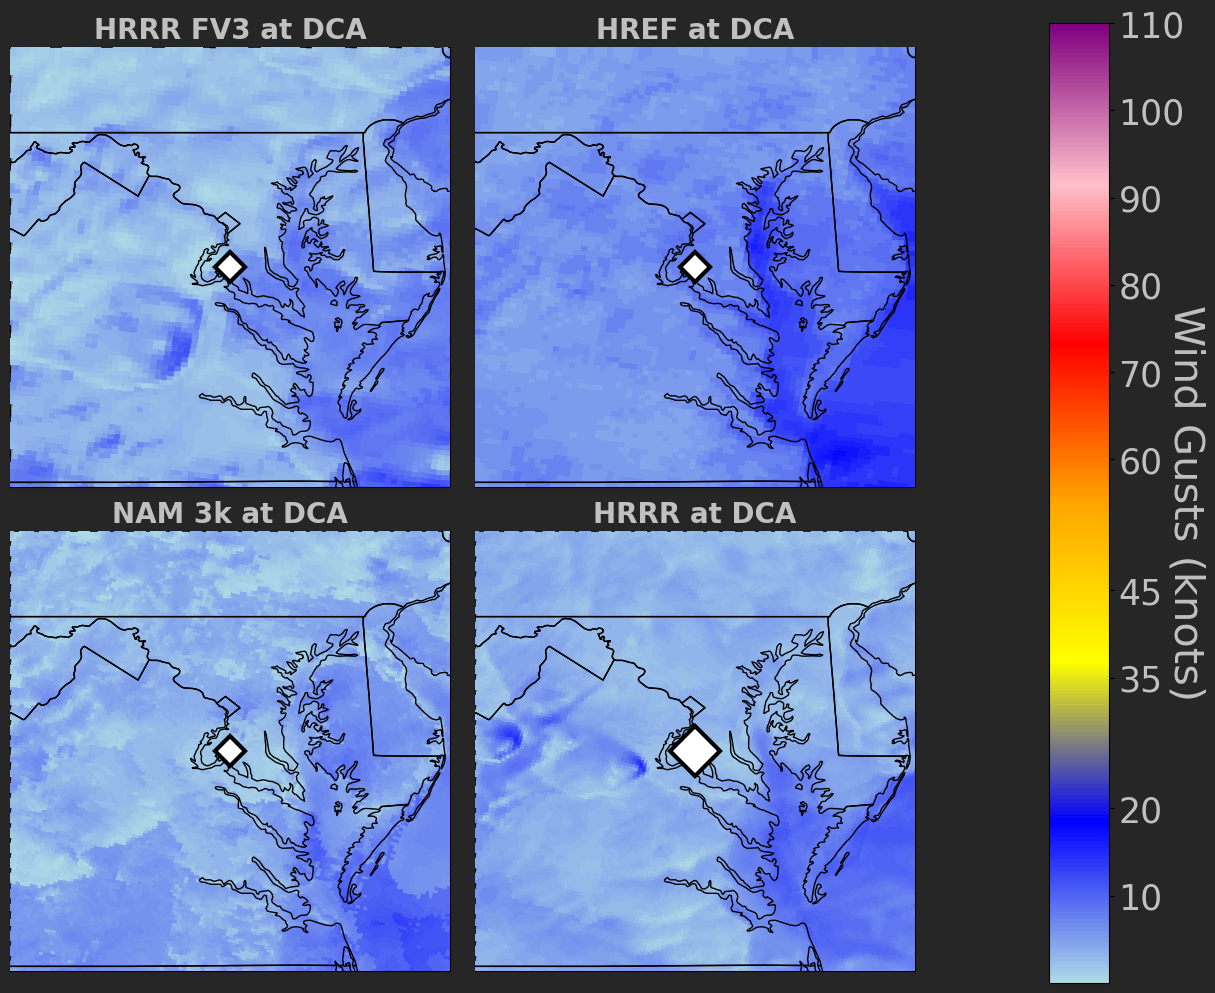 HRRR FV3 at DCA
HREF at DCA
NAM 3k at DCA
HRRR at DCA
110
100
90
80
70
60
45
35
20
10
Wind Gusts (knots)